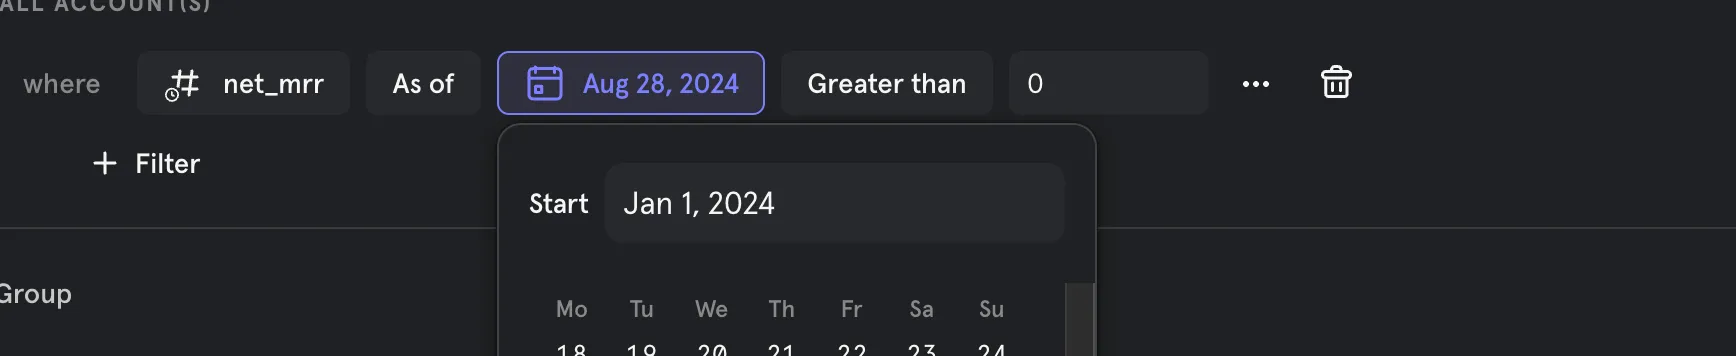 ALL ACCOUNT(S)
where net_mrr As of Aug 28, 2024 Greater than 0
Filter
Start Jan 1, 2024
Group
Mo Tu We Th Fr Sa Su
18 19 20 21 22 23 24